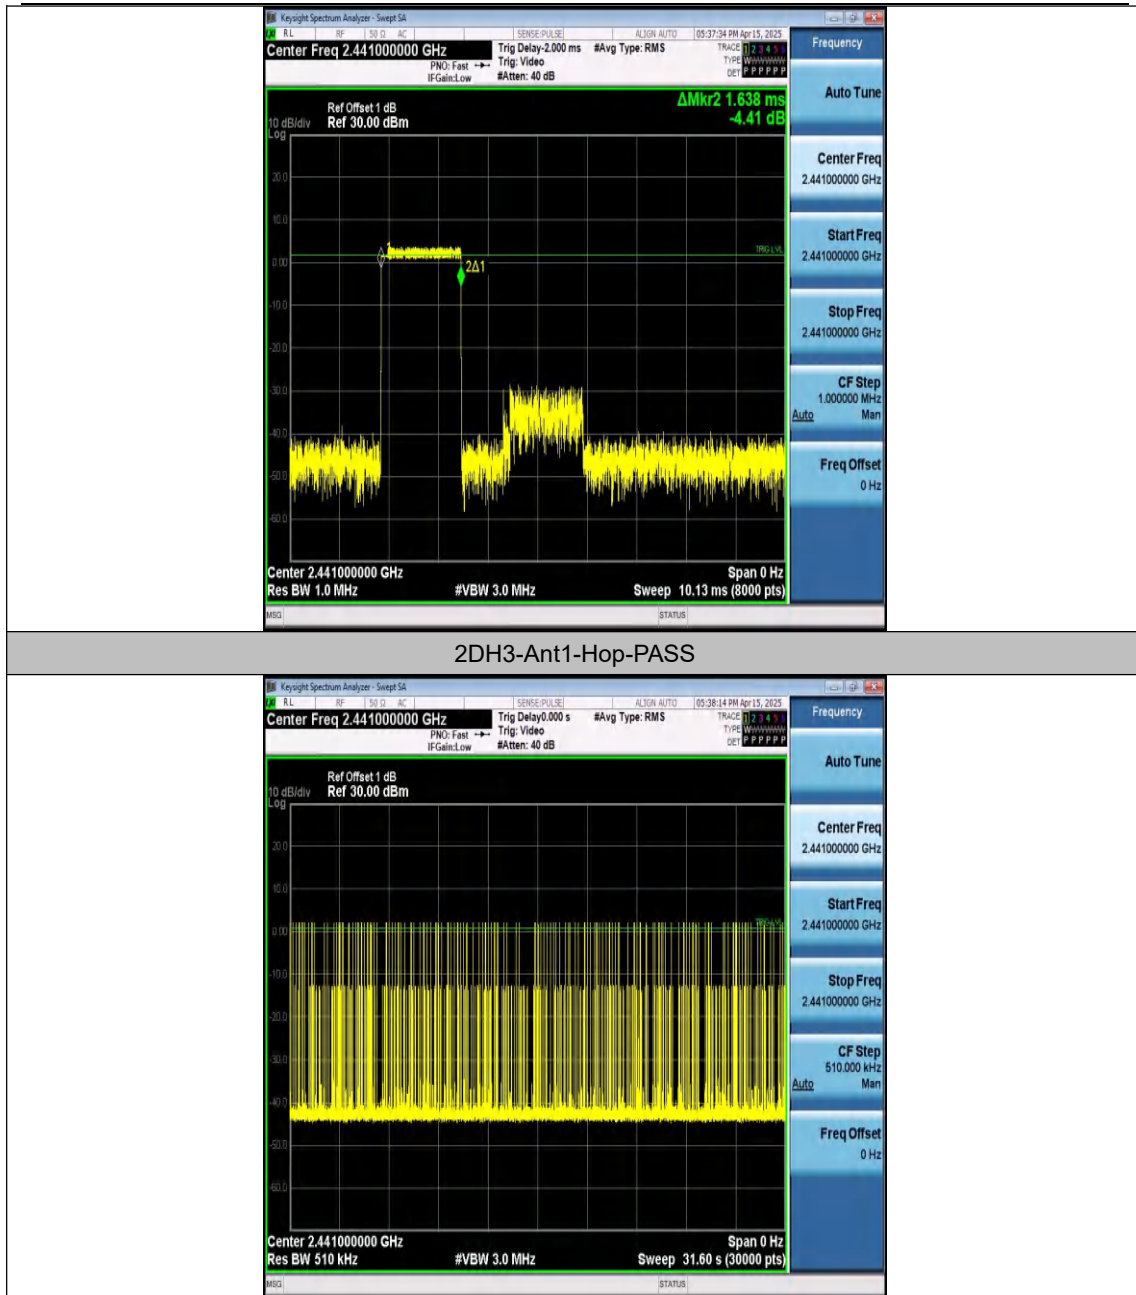 Keysight Spectrum Analyzer - Swept SA
RL RF 50 Ω AC SENSE:PULSE ALIGN AUTO 05:37:34 PM Apr 15, 2025
Center Freq 2.441000000 GHz
Trig Delay-2.000 ms #Avg Type: RMS
TRACE 1 2 3 4 5 6
PNO: Fast Trig: Video
TYPE WWWWWW
IFGain:Low #Atten: 40 dB
DET P P P P P P
Frequency
ΔMkr2 1.638 ms
-4.41 dB
Ref Offset 1 dB
10 dB/div Ref 30.00 dBm
Log
20.0
10.0
0.00
-10.0
-20.0
-30.0
-40.0
-50.0
-60.0
TRIG LVL
2Δ1
Center 2.441000000 GHz Span 0 Hz
Res BW 1.0 MHz #VBW 3.0 MHz Sweep 10.13 ms (8000 pts)
MSG STATUS
Auto Tune
Center Freq
2.441000000 GHz
Start Freq
2.441000000 GHz
Stop Freq
2.441000000 GHz
CF Step
1.000000 MHz
Auto Man
Freq Offset
0 Hz
2DH3-Ant1-Hop-PASS
Keysight Spectrum Analyzer - Swept SA
RL RF 50 Ω AC SENSE:PULSE ALIGN AUTO 05:38:14 PM Apr 15, 2025
Center Freq 2.441000000 GHz
Trig Delay0.000 s #Avg Type: RMS
TRACE 1 2 3 4 5 6
PNO: Fast Trig: Video
TYPE WWWWWW
IFGain:Low #Atten: 40 dB
DET P P P P P P
Frequency
Ref Offset 1 dB
10 dB/div Ref 30.00 dBm
Log
20.0
10.0
0.00
-10.0
-20.0
-30.0
-40.0
-50.0
-60.0
TRIG LVL
Center 2.441000000 GHz Span 0 Hz
Res BW 510 kHz #VBW 3.0 MHz Sweep 31.60 s (30000 pts)
MSG STATUS
Auto Tune
Center Freq
2.441000000 GHz
Start Freq
2.441000000 GHz
Stop Freq
2.441000000 GHz
CF Step
510.000 kHz
Auto Man
Freq Offset
0 Hz